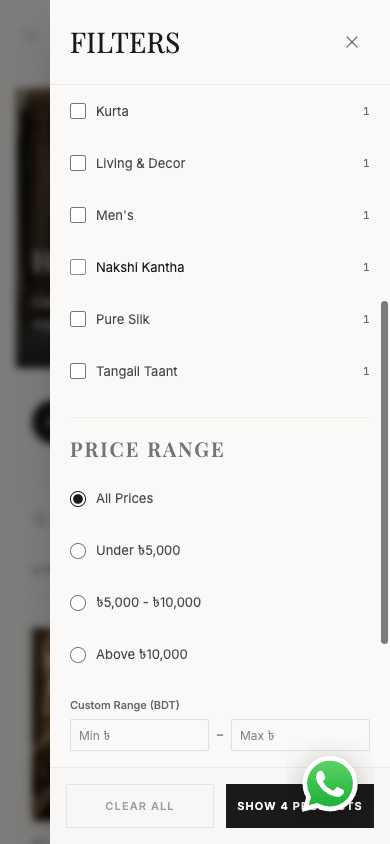 FILTERS
Kurta 1
Living & Decor 1
Men's 1
Nakshi Kantha 1
Pure Silk 1
Tangail Taant 1
PRICE RANGE
All Prices
Under ৳5,000
৳5,000 - ৳10,000
Above ৳10,000
Custom Range (BDT)
Min ৳ – Max ৳
CLEAR ALL SHOW 4